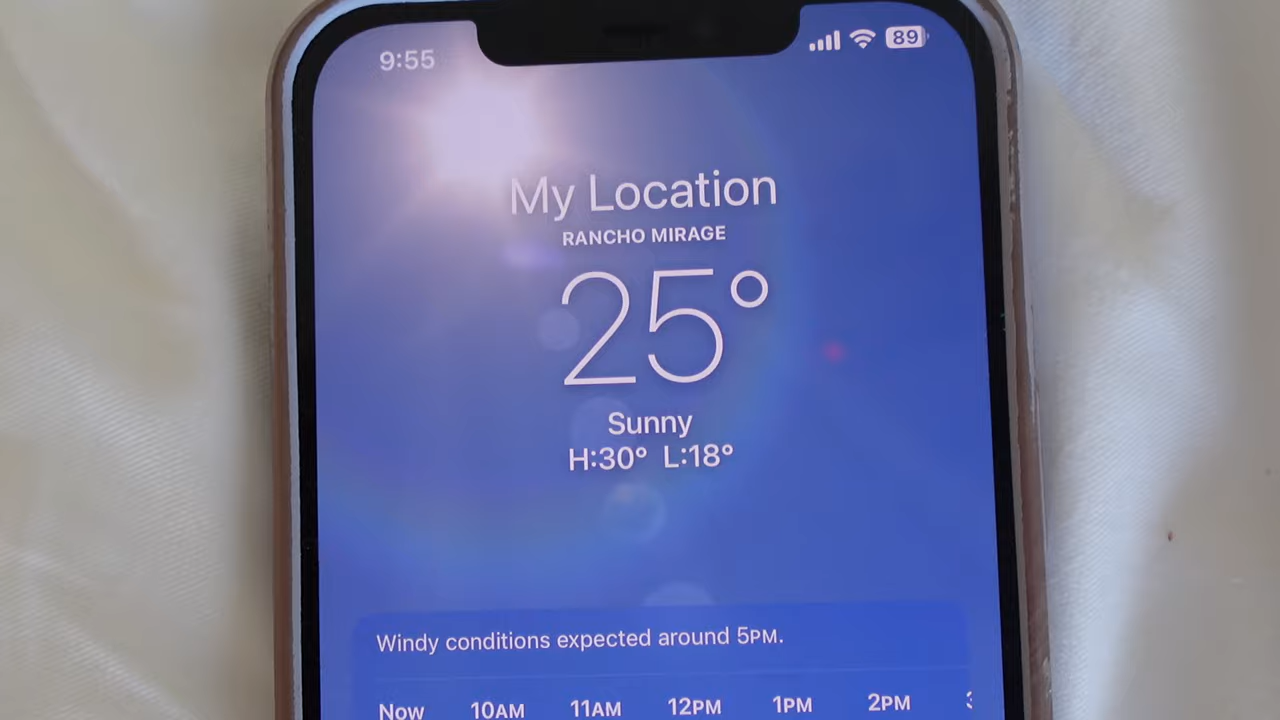 9:55
89
My Location
RANCHO MIRAGE
25°
Sunny
H:30° L:18°
Windy conditions expected around 5PM.
Now 10AM 11AM 12PM 1PM 2PM